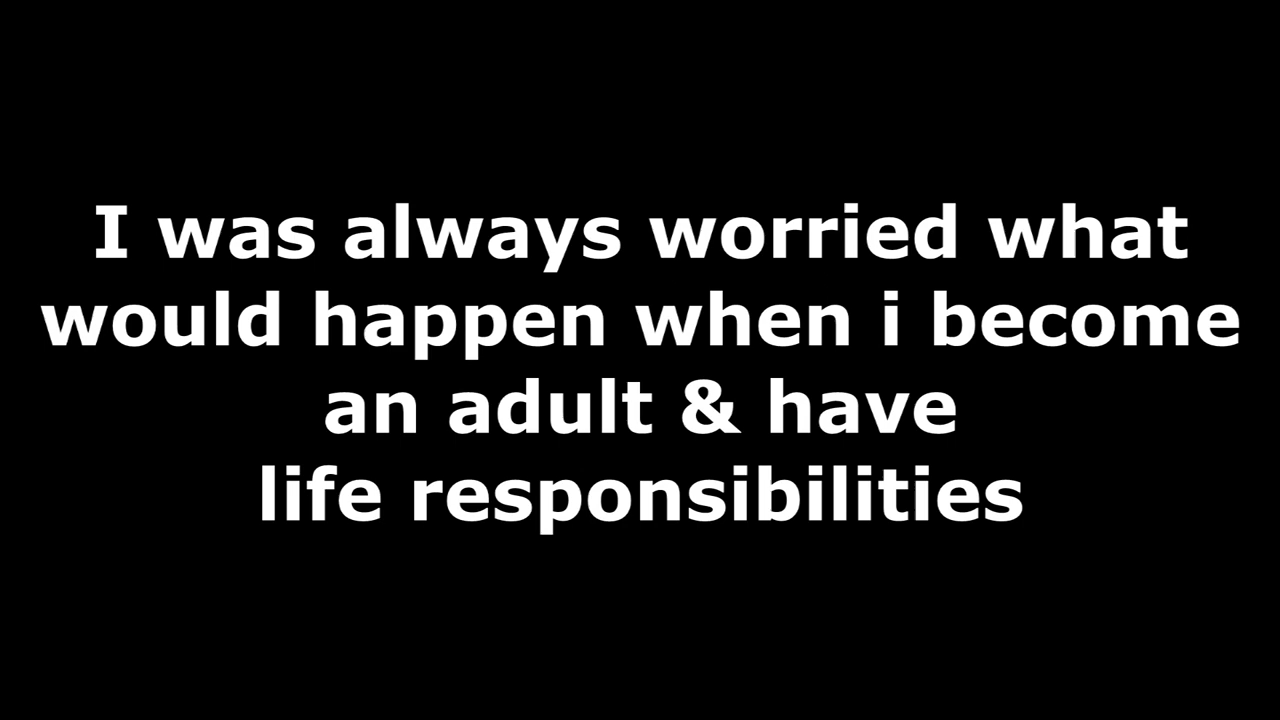 I was always worried what
would happen when i become
an adult & have
life responsibilities